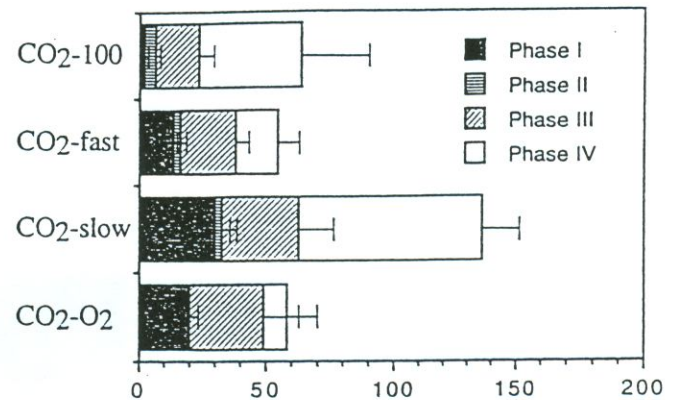 CO2-100
CO2-fast
CO2-slow
CO2-O2
Phase I
Phase II
Phase III
Phase IV
0 50 100 150 200